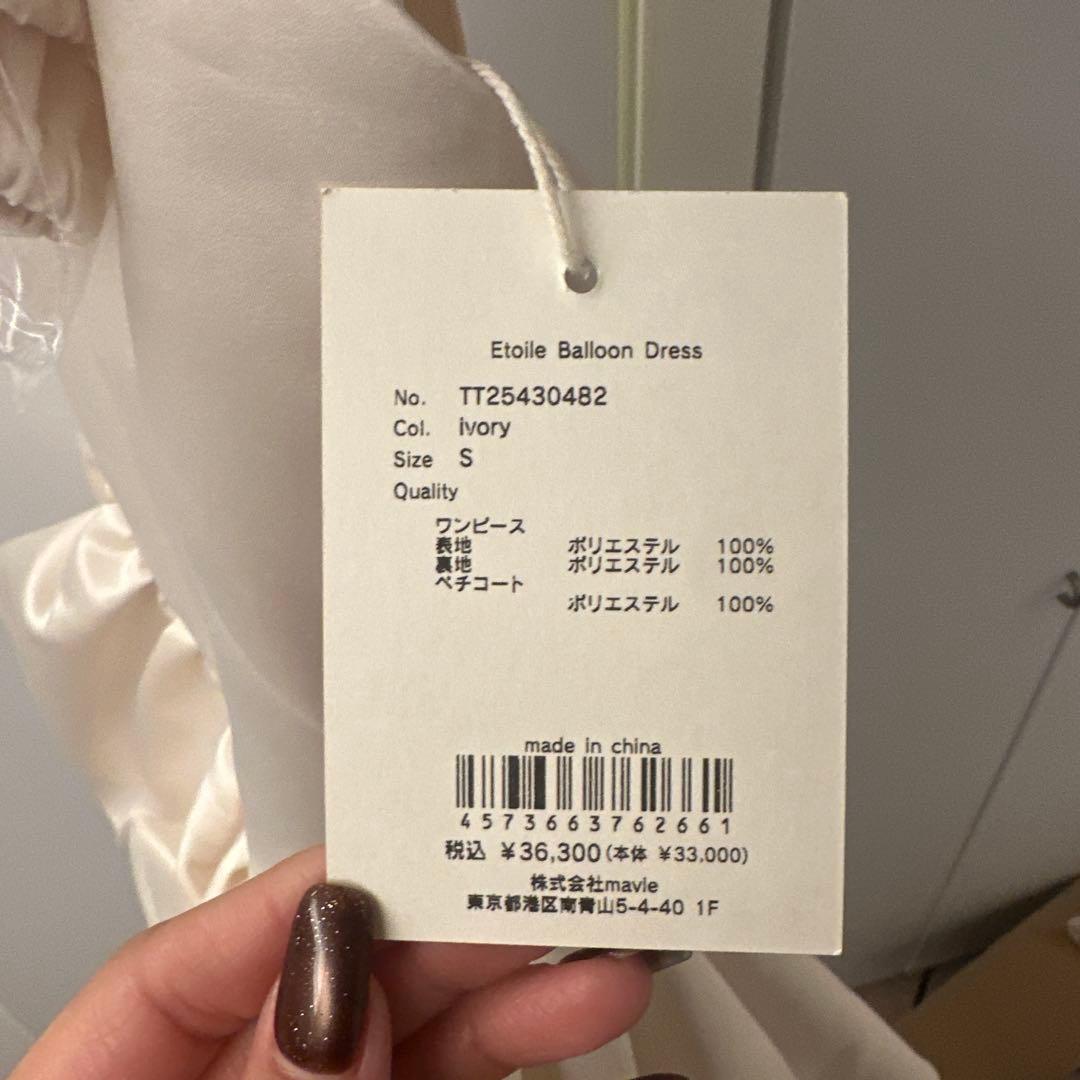 Etoile Balloon Dress
No. TT25430482
Col. ivory
Size S
Quality
ワンピース
表地 ポリエステル 100%
裏地 ポリエステル 100%
ペチコート
ポリエステル 100%
made in china
4573663762661
税込 ¥36,300(本体 ¥33,000)
株式会社mavie
東京都港区南青山5-4-40 1F